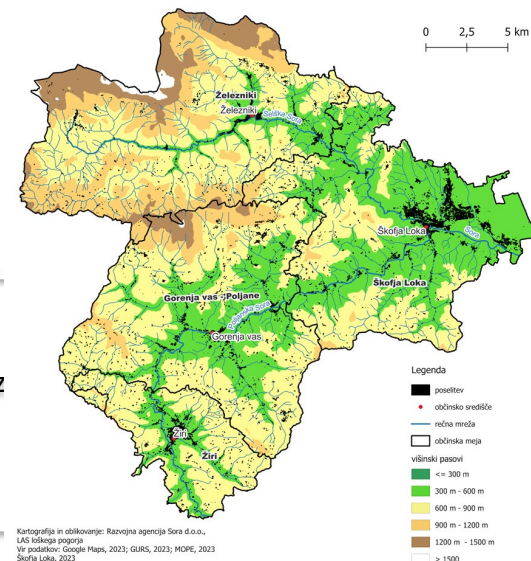 0 2,5 5 km
Železniki
Železniki
Selška Sora
Škofja Loka
Sora
Škofja Loka
Gorenja vas - Poljane
Poljanska Sora
Gorenja vas
Žiri
Žiri
z
Legenda
poselitev
občinsko središče
rečna mreža
občinska meja
višinski pasovi
<= 300 m
300 m - 600 m
600 m - 900 m
900 m - 1200 m
1200 m - 1500 m
> 1500
Kartografija in oblikovanje: Razvojna agencija Sora d.o.o.,
LAS loškega pogorja
Vir podatkov: Google Maps, 2023; GURS, 2023; MOPE, 2023
Škofja Loka, 2023